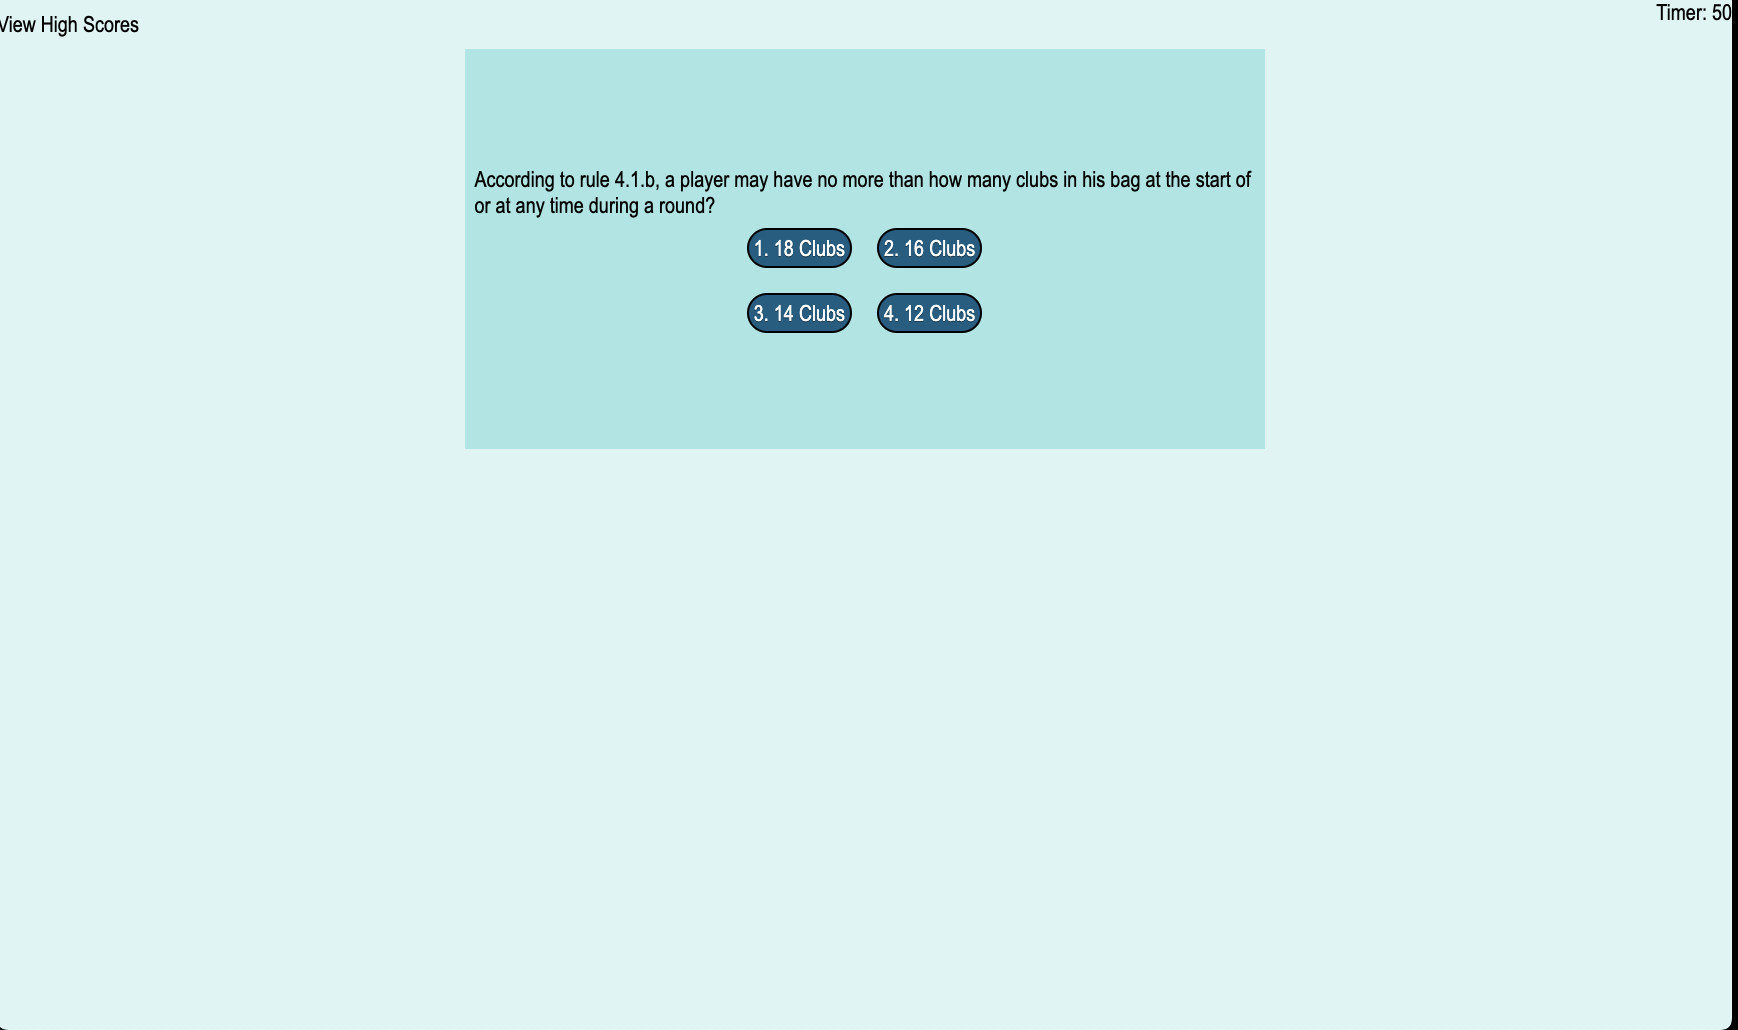 View High Scores
Timer: 50
According to rule 4.1.b, a player may have no more than how many clubs in his bag at the start of
or at any time during a round?
1. 18 Clubs
2. 16 Clubs
3. 14 Clubs
4. 12 Clubs